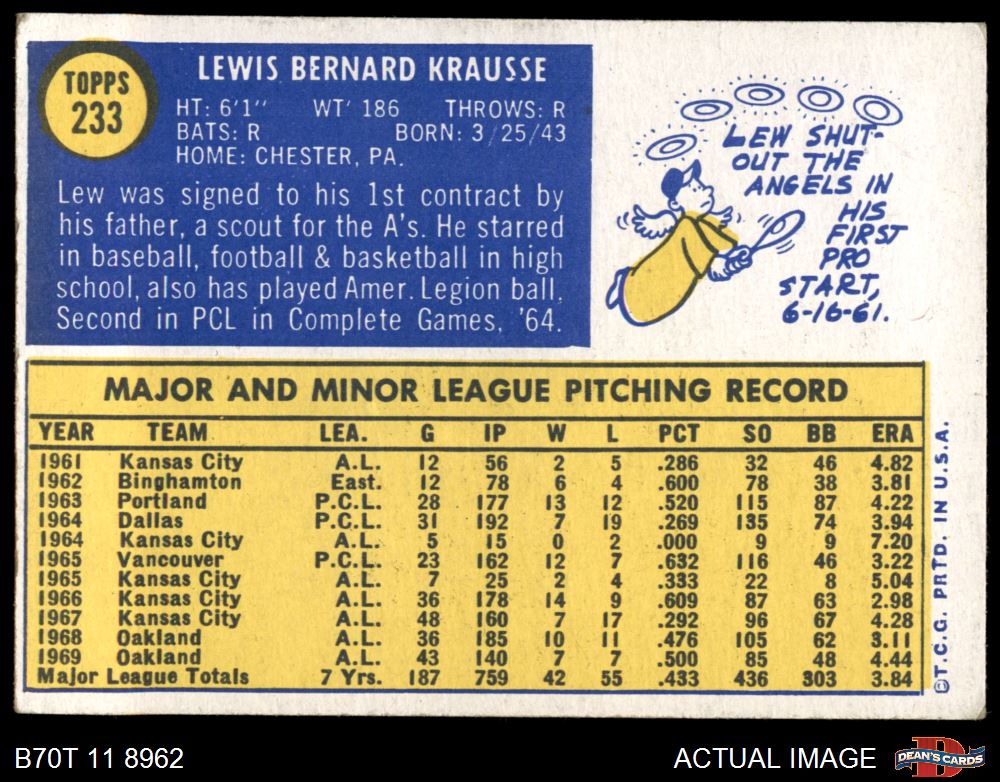 TOPPS
233
LEWIS BERNARD KRAUSSE
HT: 6'1" WT' 186 THROWS: R
BATS: R BORN: 3/25/43
HOME: CHESTER, PA.
Lew was signed to his 1st contract by
his father, a scout for the A's. He starred
in baseball, football & basketball in high
school, also has played Amer. Legion ball.
Second in PCL in Complete Games, '64.
LEW SHUT-
OUT THE
ANGELS IN
HIS
FIRST
PRO
START,
6-16-61.
MAJOR AND MINOR LEAGUE PITCHING RECORD
YEAR TEAM LEA. G IP W L PCT SO BB ERA
1961 Kansas City A.L. 12 56 2 5 .286 32 46 4.82
1962 Binghamton East. 12 78 6 4 .600 78 38 3.81
1963 Portland P.C.L. 28 177 13 12 .520 115 87 4.22
1964 Dallas P.C.L. 31 192 7 19 .269 135 74 3.94
1964 Kansas City A.L. 5 15 0 2 .000 9 9 7.20
1965 Vancouver P.C.L. 23 162 12 7 .632 116 46 3.22
1965 Kansas City A.L. 7 25 2 4 .333 22 8 5.04
1966 Kansas City A.L. 36 178 14 9 .609 87 63 2.98
1967 Kansas City A.L. 48 160 7 17 .292 96 67 4.28
1968 Oakland A.L. 36 185 10 11 .476 105 62 3.11
1969 Oakland A.L. 43 140 7 7 .500 85 48 4.44
Major League Totals 7 Yrs. 187 759 42 55 .433 436 303 3.84
©T.C.G. PRTD. IN U.S.A.
B70T 11 8962
ACTUAL IMAGE
D
DEAN'S CARDS